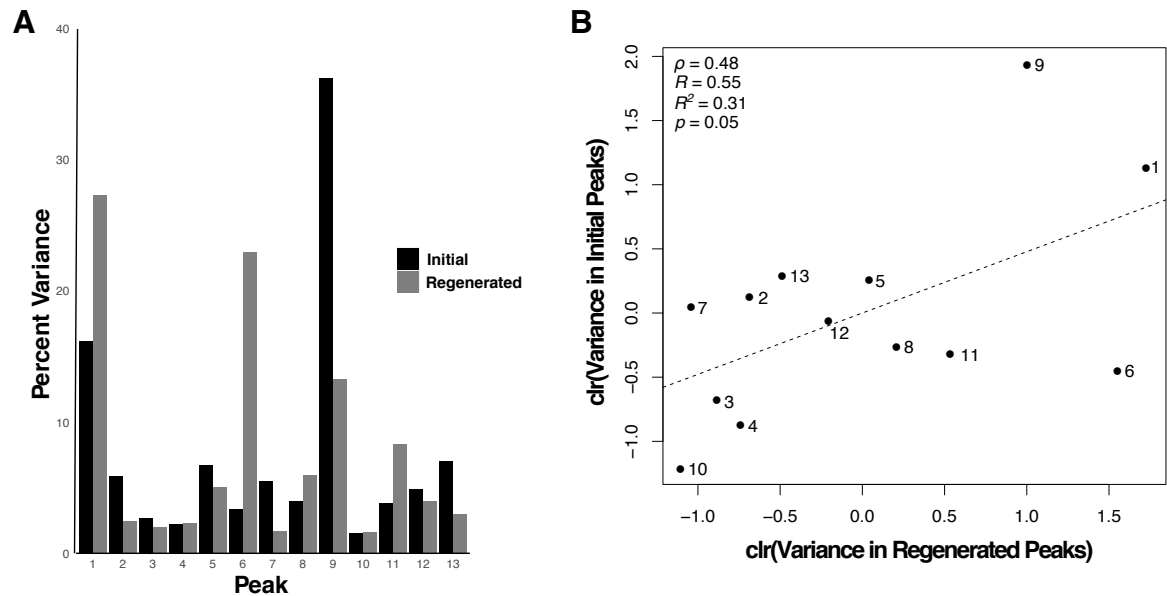 A
40
30
20
10
0
Percent Variance
Initial
Regenerated
1 2 3 4 5 6 7 8 9 10 11 12 13
Peak
B
ρ = 0.48
R = 0.55
R² = 0.31
p = 0.05
2.0
1.5
1.0
0.5
0.0
−0.5
−1.0
clr(Variance in Initial Peaks)
9
1
13
5
2
7
12
8
11
6
3
4
10
−1.0 −0.5 0.0 0.5 1.0 1.5
clr(Variance in Regenerated Peaks)